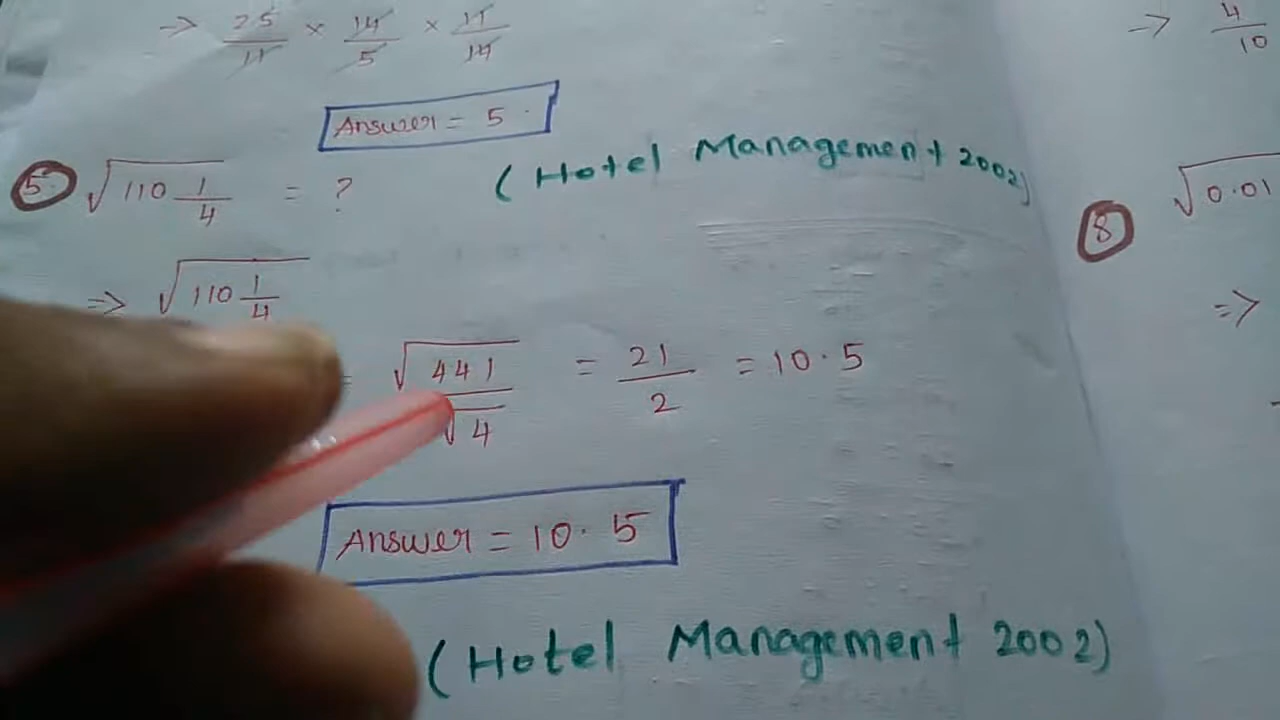 => 25/11 × 14/5 × 11/14
Answer = 5.
(Hotel Management 2002)
5. √110 1/4 = ?
=> √110 1/4
= √441/√4 = 21/2 = 10.5
Answer = 10.5
(Hotel Management 2002)
=> 4/10
8 √0.01
=>